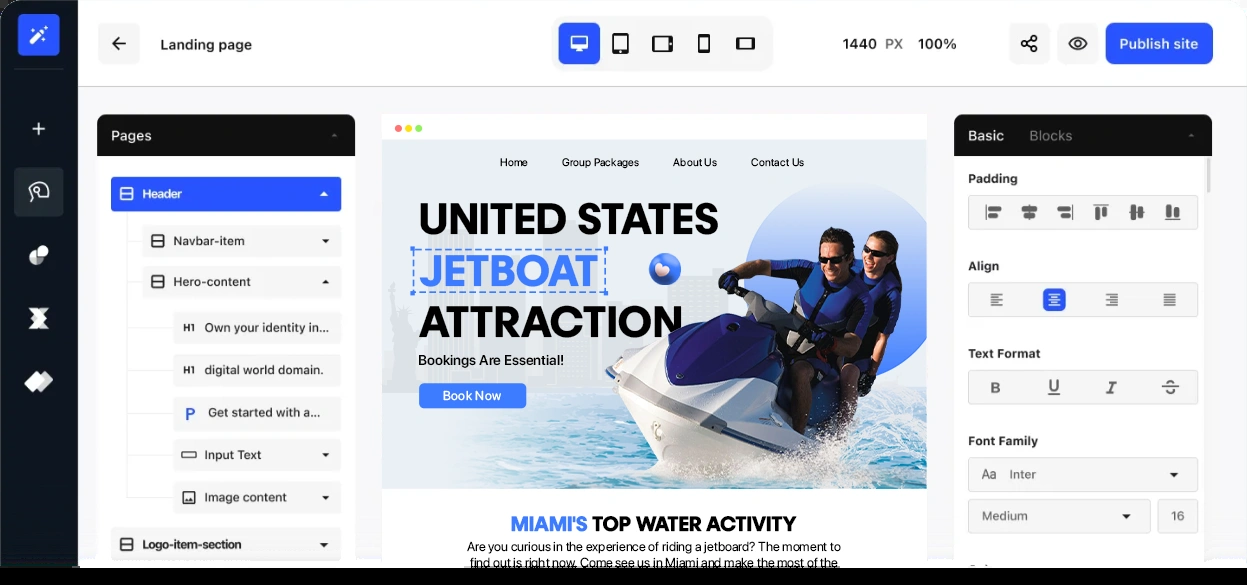 Landing page
1440 PX 100%
Publish site
Pages
Header
Navbar-item
Hero-content
H1 Own your identity in...
H1 digital world domain.
P Get started with a...
Input Text
Image content
Logo-item-section
Home Group Packages About Us Contact Us
UNITED STATES
JETBOAT
ATTRACTION
Bookings Are Essential!
Book Now
MIAMI'S TOP WATER ACTIVITY
Are you curious in the experience of riding a jetboard? The moment to
find out is right now. Come see us in Miami and make the most of the
Basic Blocks
Padding
Align
Text Format
B U I S
Font Family
Aa Inter
Medium 16